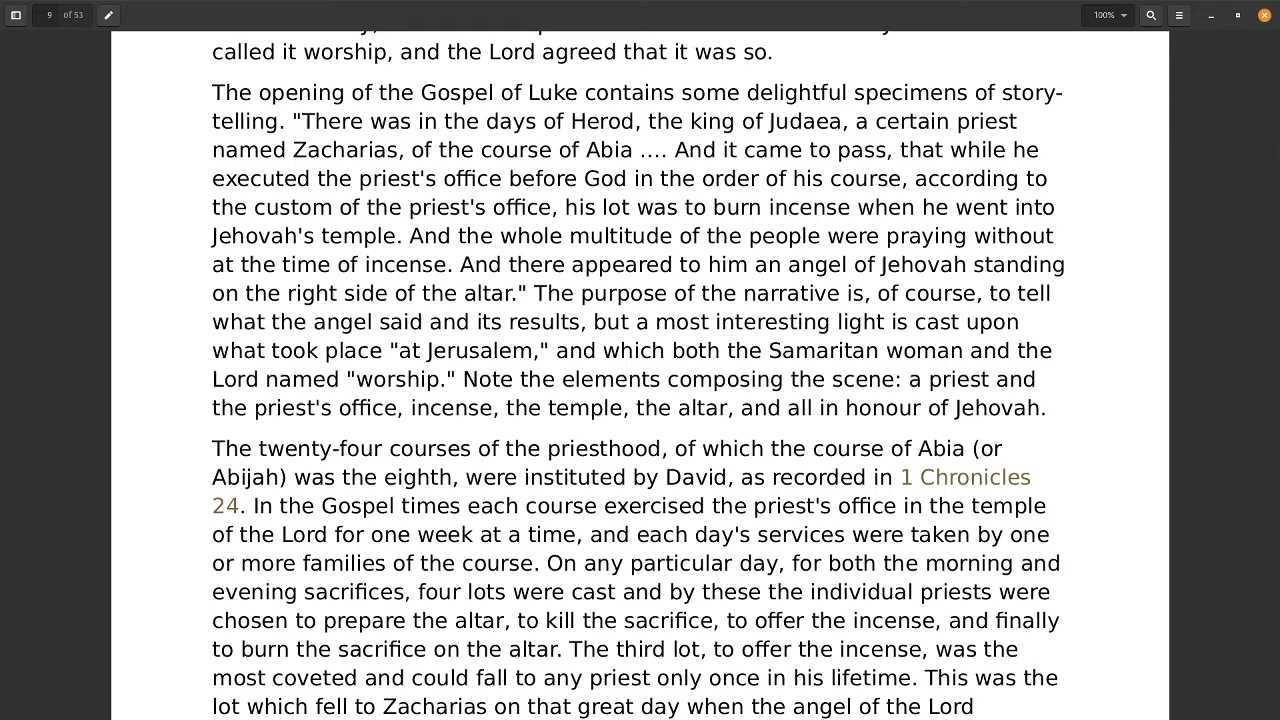 9 of 53
100%
called it worship, and the Lord agreed that it was so.
The opening of the Gospel of Luke contains some delightful specimens of story-
telling. "There was in the days of Herod, the king of Judaea, a certain priest
named Zacharias, of the course of Abia .... And it came to pass, that while he
executed the priest's office before God in the order of his course, according to
the custom of the priest's office, his lot was to burn incense when he went into
Jehovah's temple. And the whole multitude of the people were praying without
at the time of incense. And there appeared to him an angel of Jehovah standing
on the right side of the altar." The purpose of the narrative is, of course, to tell
what the angel said and its results, but a most interesting light is cast upon
what took place "at Jerusalem," and which both the Samaritan woman and the
Lord named "worship." Note the elements composing the scene: a priest and
the priest's office, incense, the temple, the altar, and all in honour of Jehovah.
The twenty-four courses of the priesthood, of which the course of Abia (or
Abijah) was the eighth, were instituted by David, as recorded in 1 Chronicles
24. In the Gospel times each course exercised the priest's office in the temple
of the Lord for one week at a time, and each day's services were taken by one
or more families of the course. On any particular day, for both the morning and
evening sacrifices, four lots were cast and by these the individual priests were
chosen to prepare the altar, to kill the sacrifice, to offer the incense, and finally
to burn the sacrifice on the altar. The third lot, to offer the incense, was the
most coveted and could fall to any priest only once in his lifetime. This was the
lot which fell to Zacharias on that great day when the angel of the Lord